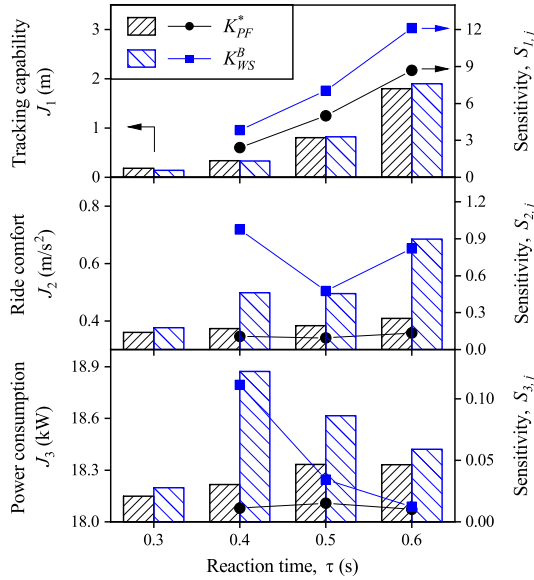 K*PF
KBWS
3
2
1
0
Tracking capability
J1 (m)
12
9
6
3
0
Sensitivity, S1,j
0.8
0.6
0.4
Ride comfort
J2 (m/s²)
1.2
0.9
0.6
0.3
0.0
Sensitivity, S2,j
18.9
18.6
18.3
18.0
Power consumption
J3 (kW)
0.10
0.05
0.00
Sensitivity, S3,j
0.3 0.4 0.5 0.6
Reaction time, τ (s)